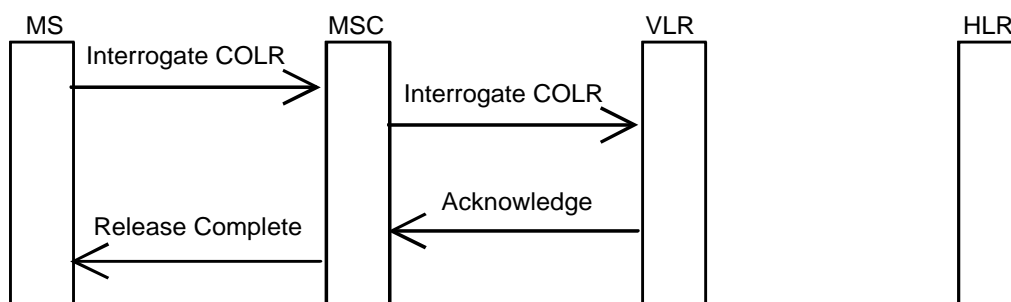 MS MSC VLR HLR
Interrogate COLR
Interrogate COLR
Acknowledge
Release Complete